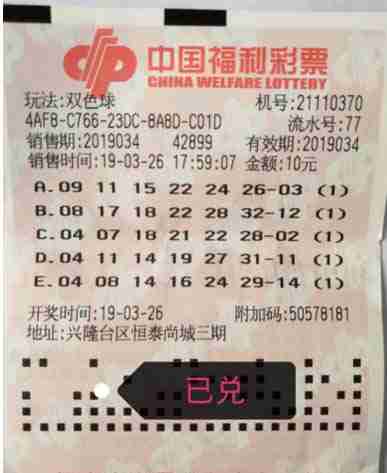 中国福利彩票
CHINA WELFARE LOTTERY
玩法:双色球 机号:21110370
4AF8-C766-23DC-8A8D-C01D 流水号:77
销售期:2019034 42899 有效期:2019034
销售时间:19-03-26 17:59:07 金额:10元
A.09 11 15 22 24 26-03 (1)
B.08 17 18 22 28 32-12 (1)
C.04 07 18 21 22 28-02 (1)
D.04 11 14 19 27 31-11 (1)
E.04 08 14 16 24 29-14 (1)
开奖时间:19-03-26 附加码:50578181
地址:兴隆台区恒泰尚城三期
已兑